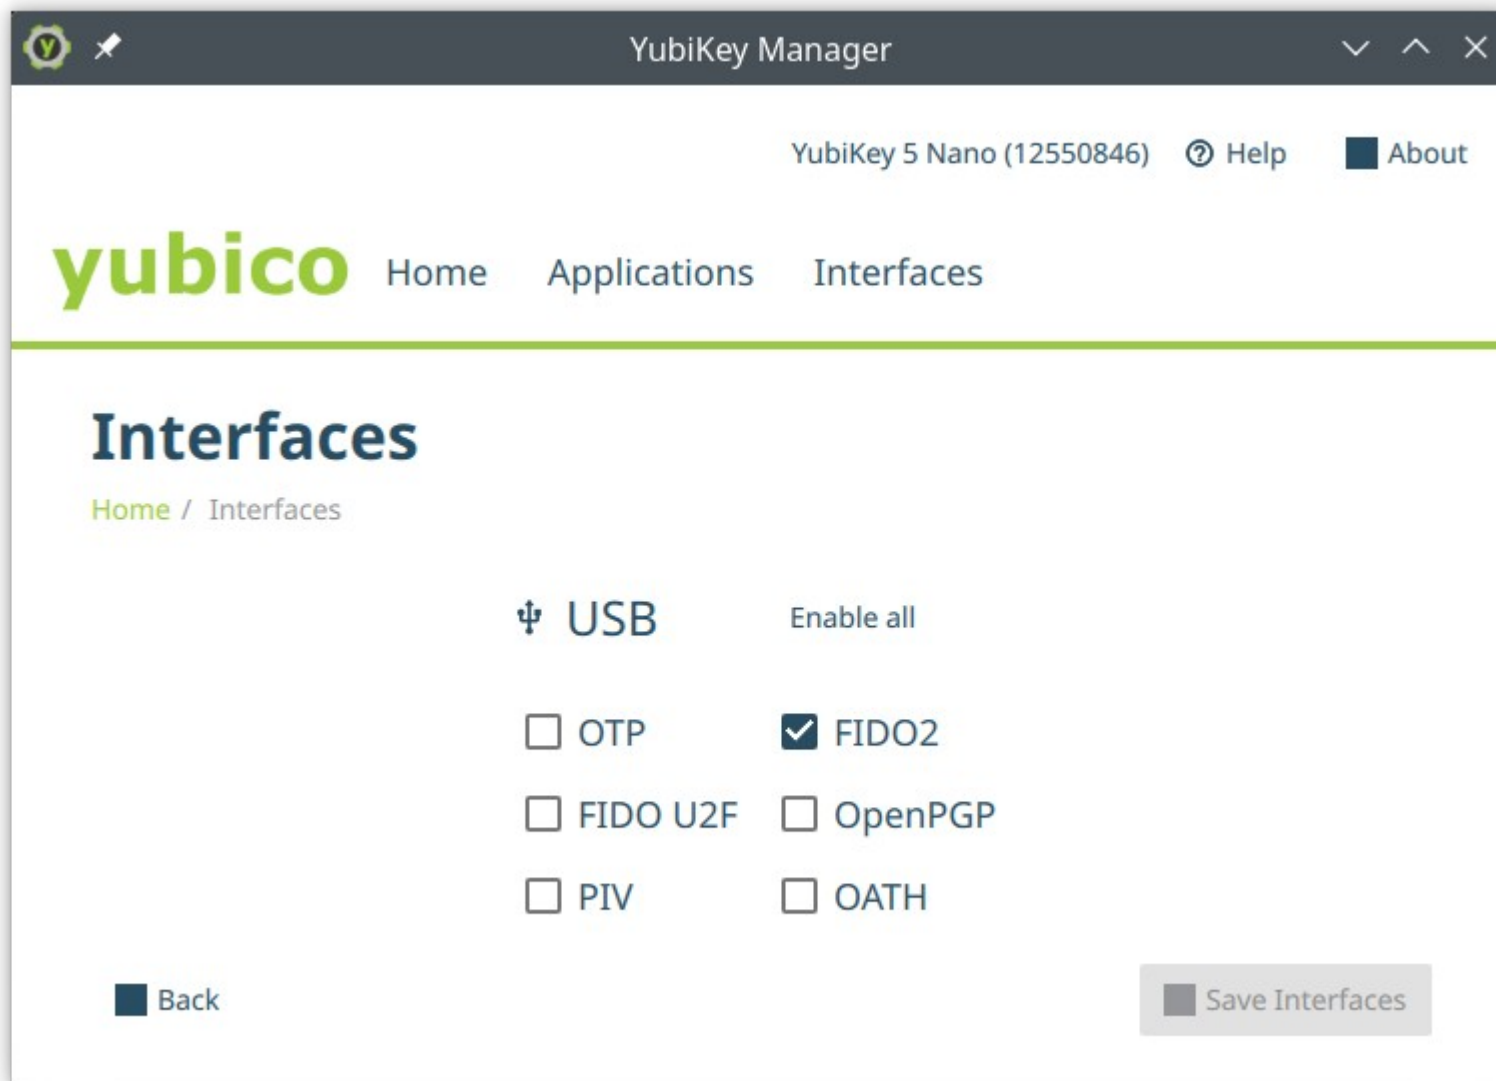 YubiKey Manager
YubiKey 5 Nano (12550846) Help About
yubico Home Applications Interfaces
Interfaces
Home / Interfaces
USB Enable all
OTP FIDO2
FIDO U2F OpenPGP
PIV OATH
Back Save Interfaces